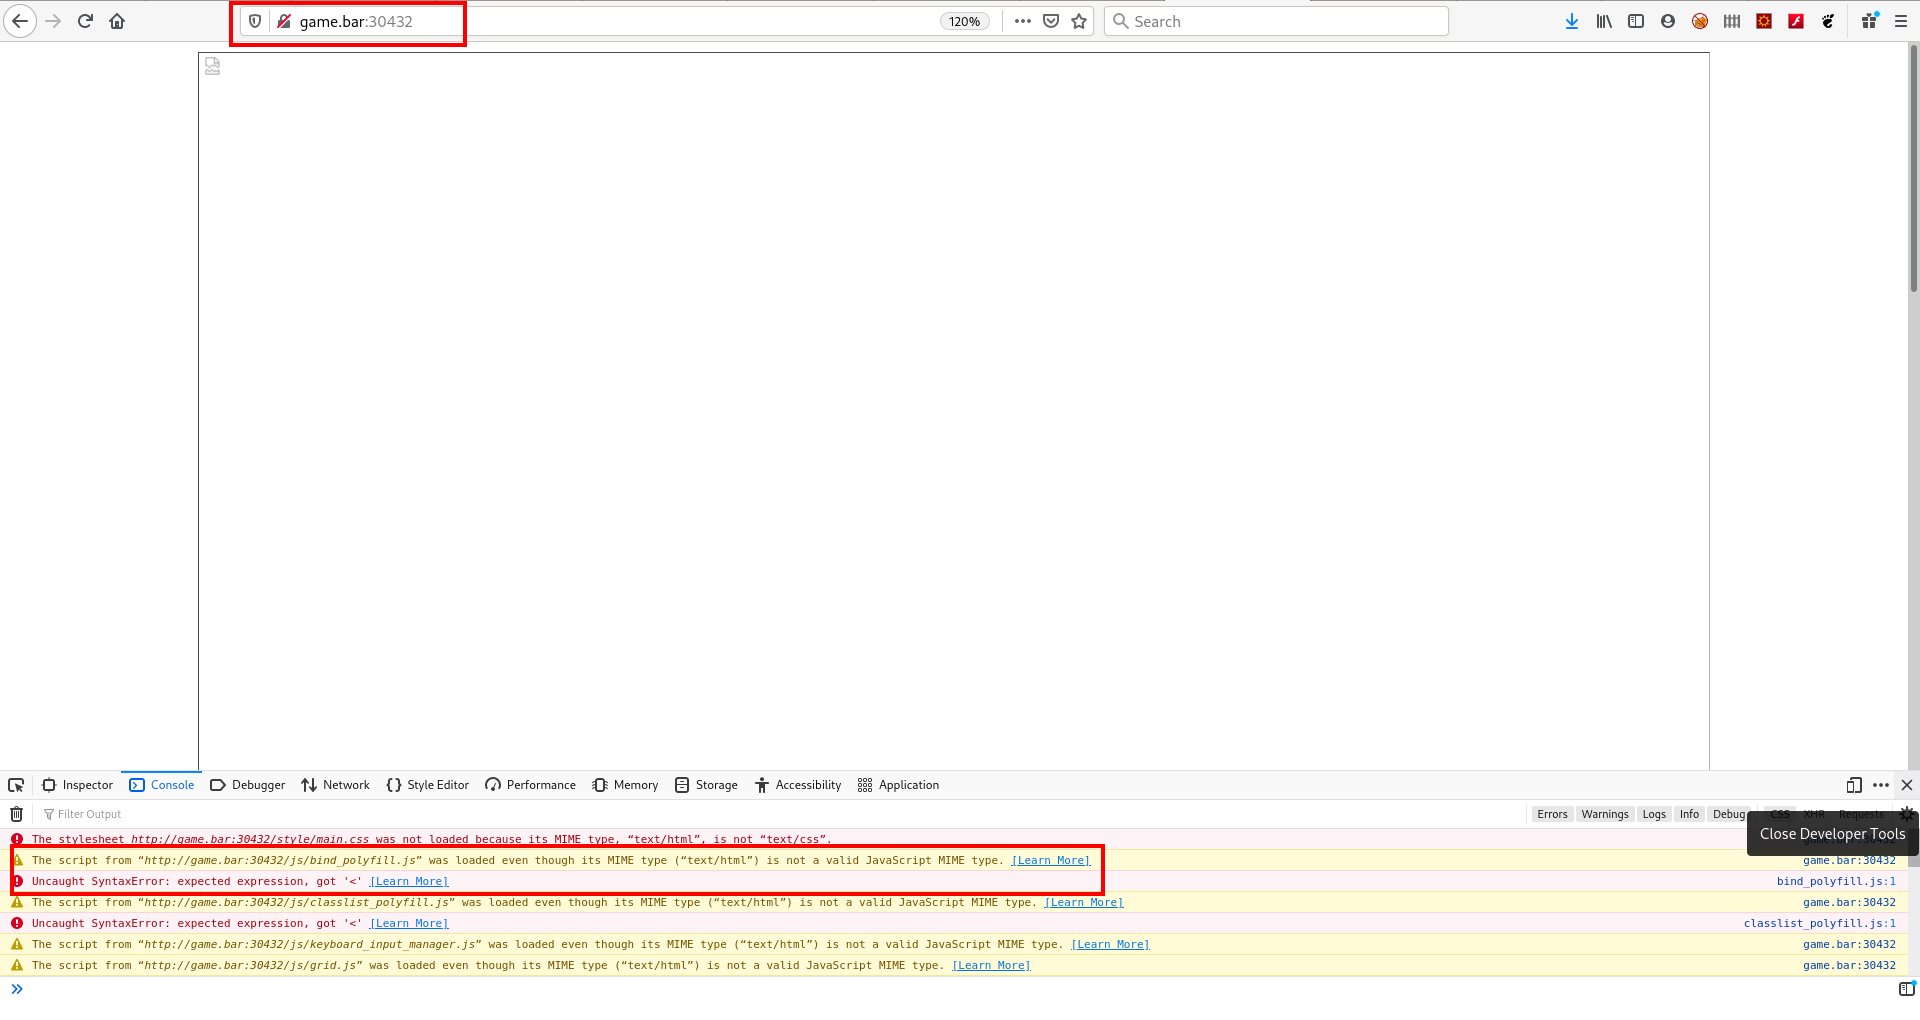 game.bar:30432
120%
Search
Inspector Console Debugger Network Style Editor Performance Memory Storage Accessibility Application
Filter Output
Errors Warnings Logs Info Debug CSS XHR Requests
Close Developer Tools
The stylesheet http://game.bar:30432/style/main.css was not loaded because its MIME type, “text/html”, is not “text/css”.
The script from “http://game.bar:30432/js/bind_polyfill.js” was loaded even though its MIME type (“text/html”) is not a valid JavaScript MIME type. [Learn More] game.bar:30432
Uncaught SyntaxError: expected expression, got '<' [Learn More] bind_polyfill.js:1
The script from “http://game.bar:30432/js/classlist_polyfill.js” was loaded even though its MIME type (“text/html”) is not a valid JavaScript MIME type. [Learn More] game.bar:30432
Uncaught SyntaxError: expected expression, got '<' [Learn More] classlist_polyfill.js:1
The script from “http://game.bar:30432/js/keyboard_input_manager.js” was loaded even though its MIME type (“text/html”) is not a valid JavaScript MIME type. [Learn More] game.bar:30432
The script from “http://game.bar:30432/js/grid.js” was loaded even though its MIME type (“text/html”) is not a valid JavaScript MIME type. [Learn More] game.bar:30432